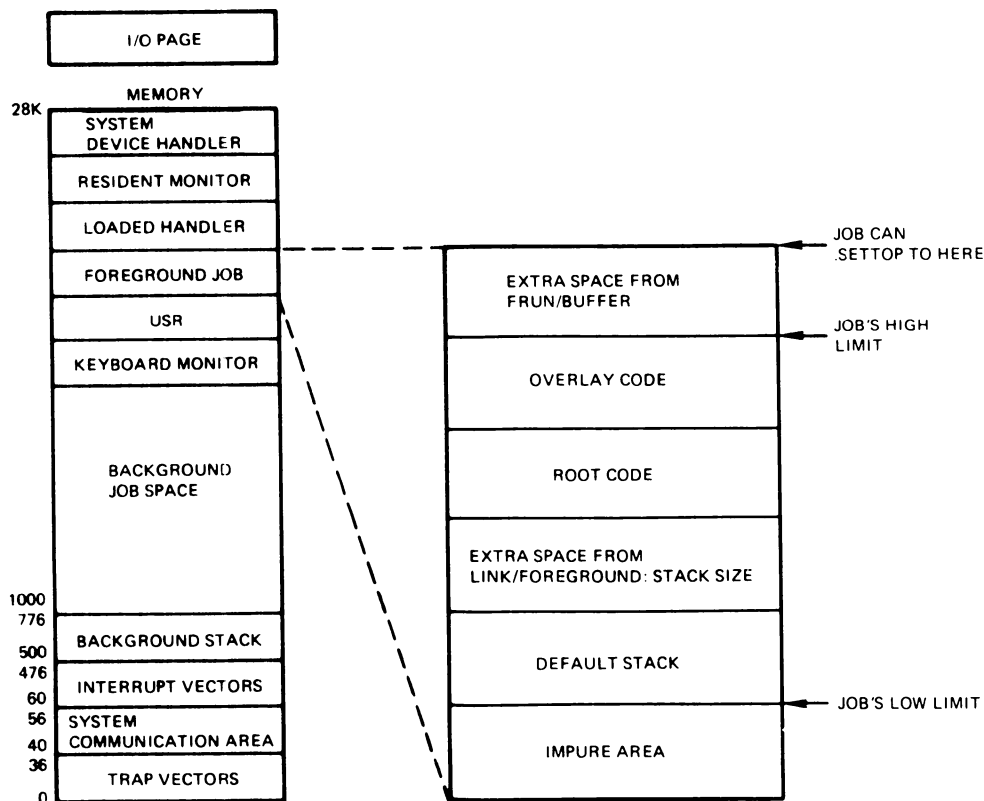 I/O PAGE
MEMORY
28K
SYSTEM
DEVICE HANDLER
RESIDENT MONITOR
LOADED HANDLER
FOREGROUND JOB
USR
KEYBOARD MONITOR
BACKGROUND
JOB SPACE
1000
776
BACKGROUND STACK
500
476
INTERRUPT VECTORS
60
56
SYSTEM
COMMUNICATION AREA
40
36
TRAP VECTORS
0
JOB CAN
.SETTOP TO HERE
EXTRA SPACE FROM
FRUN/BUFFER
JOB'S HIGH
LIMIT
OVERLAY CODE
ROOT CODE
EXTRA SPACE FROM
LINK/FOREGROUND: STACK SIZE
DEFAULT STACK
JOB'S LOW LIMIT
IMPURE AREA